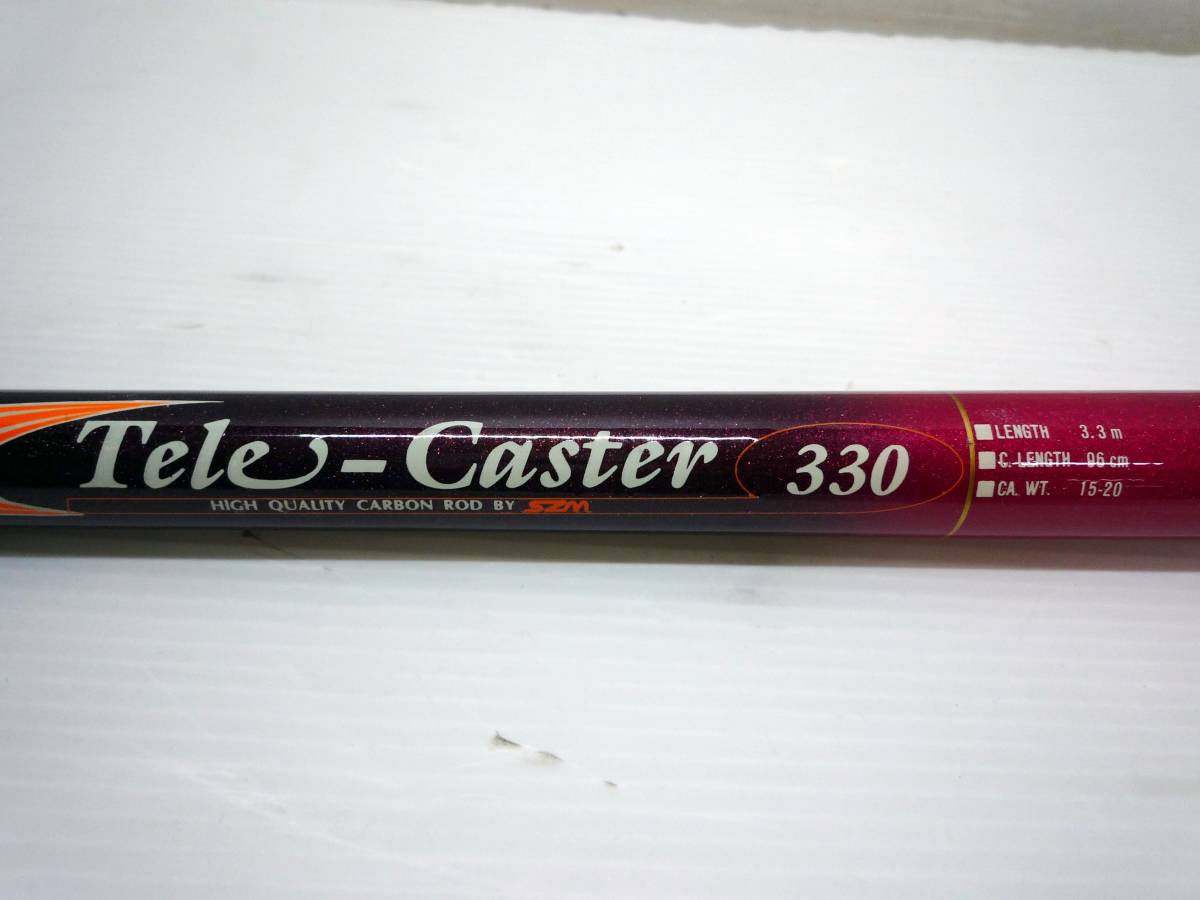 Tele-Caster 330
HIGH QUALITY CARBON ROD BY SZM
LENGTH 3.3 m
C. LENGTH 96 cm
CA. WT. 15-20